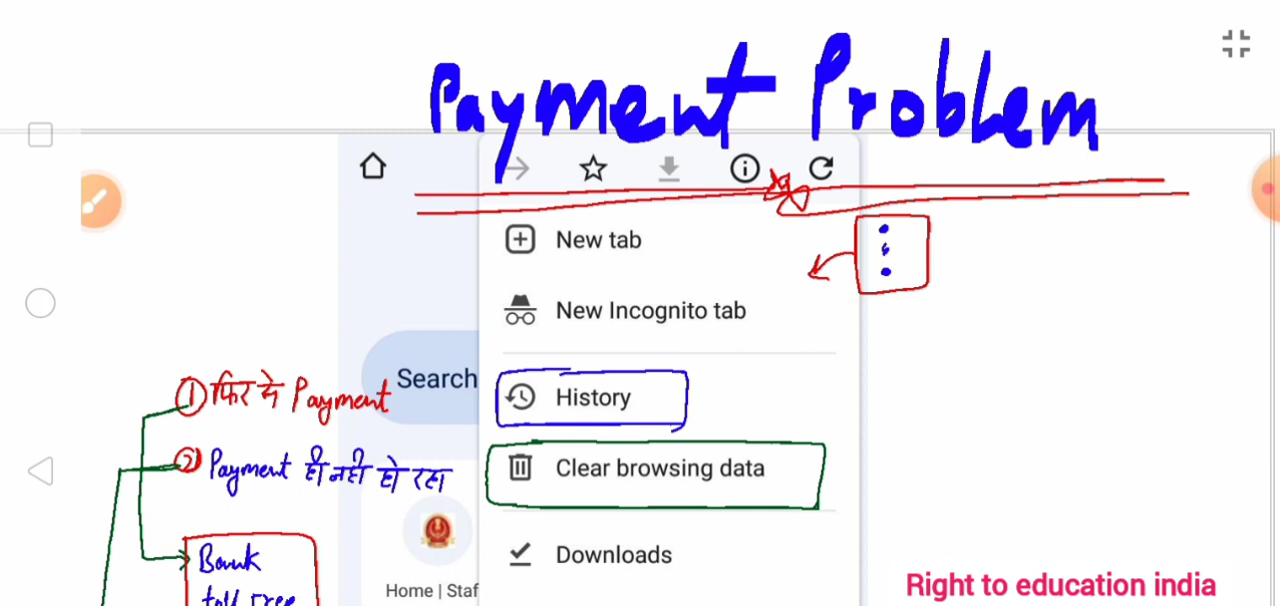 Payment Problem
New tab
New Incognito tab
Search
① फिर से Payment
History
② Payment ही नही हो रहा
Clear browsing data
Bank
toll free
Downloads
Home | Staf
Right to education india